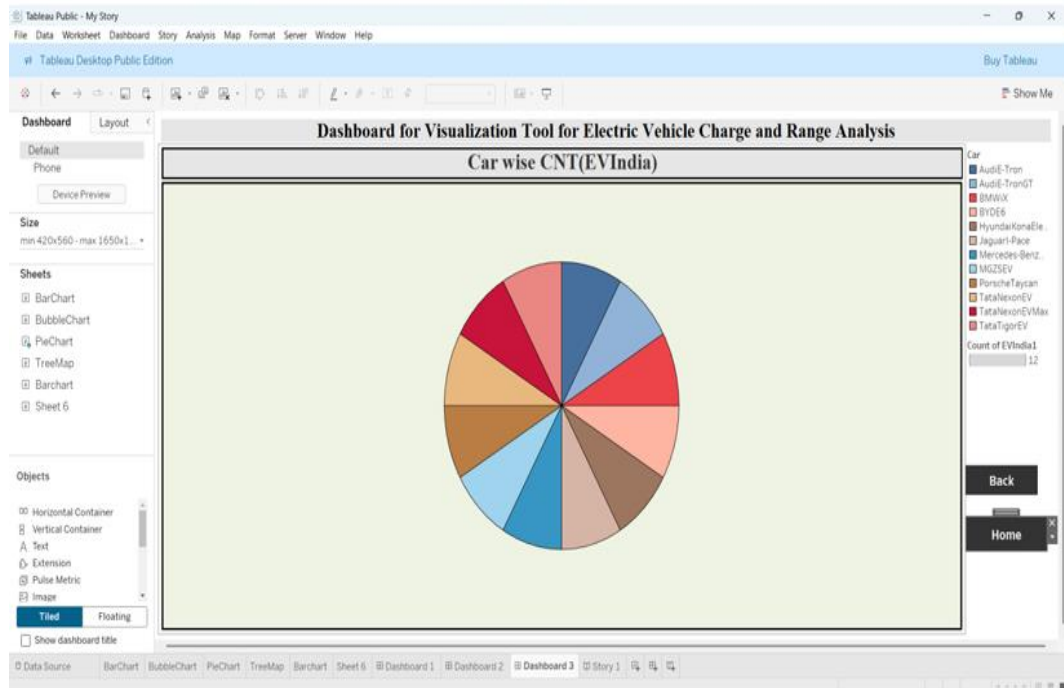 Tableau Public - My Story
File Data Worksheet Dashboard Story Analysis Map Format Server Window Help
Tableau Desktop Public Edition
Buy Tableau
Show Me
Dashboard Layout
Default
Phone
Device Preview
Size
min 420x560 - max 1650x1...
Sheets
BarChart
BubbleChart
PieChart
TreeMap
Barchart
Sheet 6
Objects
Horizontal Container
Vertical Container
Text
Extension
Pulse Metric
Image
Tiled Floating
Show dashboard title
Dashboard for Visualization Tool for Electric Vehicle Charge and Range Analysis
Car wise CNT(EVIndia)
Car
AudiE-Tron
AudiE-TronGT
BMWiX
BYDE6
HyundaiKonaEle..
JaguarI-Pace
Mercedes-Benz..
MGZSEV
PorscheTaycan
TataNexonEV
TataNexonEVMax
TataTigorEV
Count of EVIndia1
12
Back
Home
Data Source BarChart BubbleChart PieChart TreeMap Barchart Sheet 6 Dashboard 1 Dashboard 2 Dashboard 3 Story 1